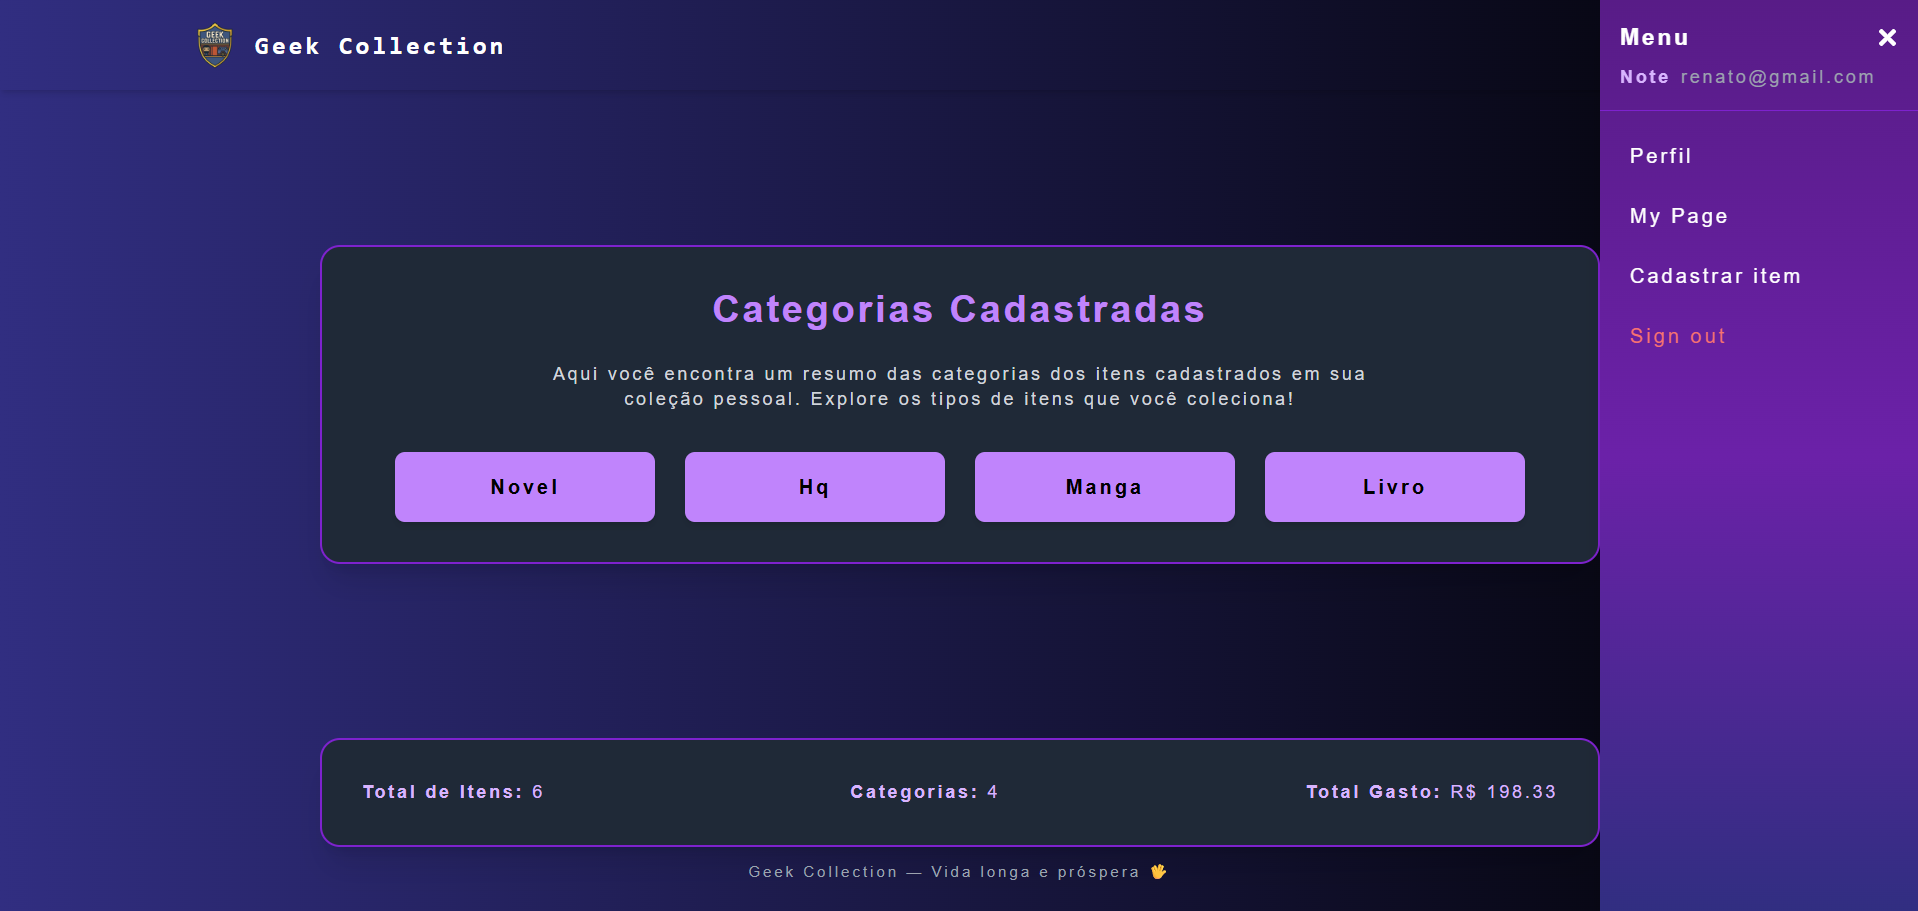 GEEK
COLLECTION
Geek Collection
Menu
Note renato@gmail.com
Perfil
My Page
Cadastrar item
Sign out
Categorias Cadastradas
Aqui você encontra um resumo das categorias dos itens cadastrados em sua
coleção pessoal. Explore os tipos de itens que você coleciona!
Novel
Hq
Manga
Livro
Total de Itens: 6
Categorias: 4
Total Gasto: R$ 198.33
Geek Collection — Vida longa e próspera 🖖